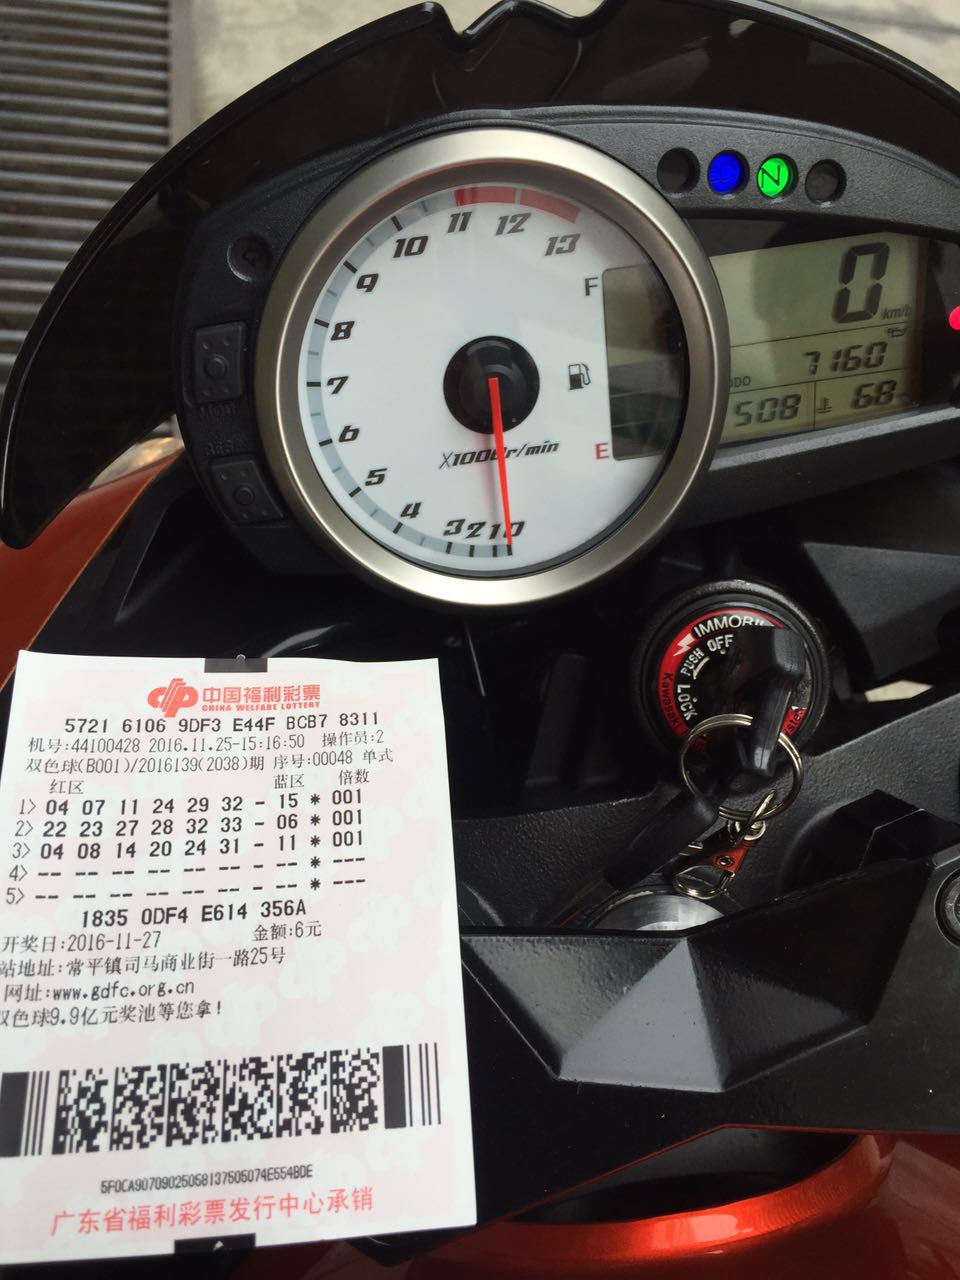 11
12
10
13
9
8
7
6
5
4
3
2
1
0
X1000r/min
F
E
N
0
km/h
7160
508
68
IMMOBI
PUSH OFF
LOCK
Kawasaki
中国福利彩票
CHINA WELFARE LOTTERY
5721 6106 9DF3 E44F BCB7 8311
机号:44100428 2016.11.25-15:16:50 操作员:2
双色球(B001)/2016139(2038)期 序号:00048 单式
红区 蓝区 倍数
1> 04 07 11 24 29 32 - 15 * 001
2> 22 23 27 28 32 33 - 06 * 001
3> 04 08 14 20 24 31 - 11 * 001
4> -- -- -- -- -- -- - -- * ---
5> -- -- -- -- -- -- - -- * ---
1835 0DF4 E614 356A
开奖日:2016-11-27 金额:6元
站地址:常平镇司马商业街一路25号
网址:www.gdfc.org.cn
双色球9.9亿元奖池等您拿!
5F0CA90709025058137505074E554BDE
广东省福利彩票发行中心承销